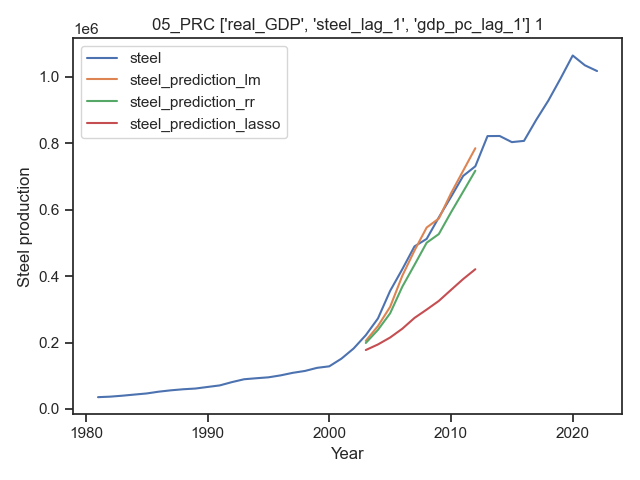 05_PRC ['real_GDP', 'steel_lag_1', 'gdp_pc_lag_1'] 1
1e6
steel
steel_prediction_lm
steel_prediction_rr
steel_prediction_lasso
1.0
0.8
0.6
0.4
0.2
0.0
Steel production
1980
1990
2000
2010
2020
Year